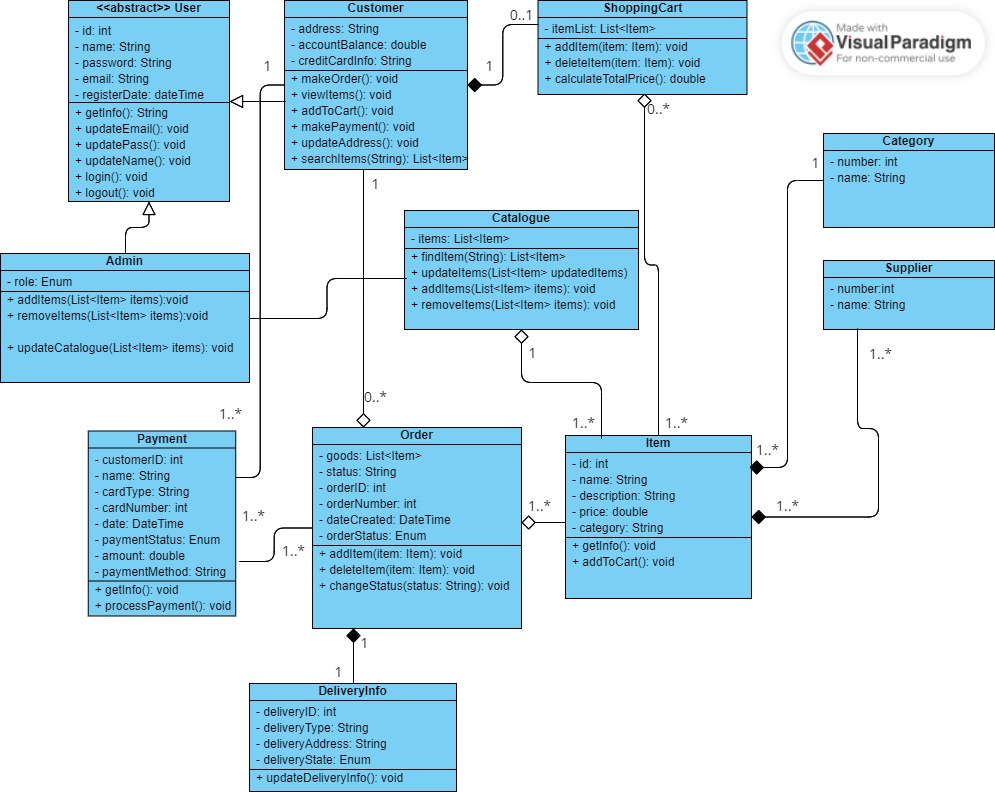 <<abstract>> User
- id: int
- name: String
- password: String
- email: String
- registerDate: dateTime
+ getInfo(): String
+ updateEmail(): void
+ updatePass(): void
+ updateName(): void
+ login(): void
+ logout(): void
Customer
- address: String
- accountBalance: double
- creditCardInfo: String
+ makeOrder(): void
+ viewItems(): void
+ addToCart(): void
+ makePayment(): void
+ updateAddress(): void
+ searchItems(String): List<Item>
1
1
0..1
1
ShoppingCart
- itemList: List<Item>
+ addItem(item: Item): void
+ deleteItem(item: Item): void
+ calculateTotalPrice(): double
0..*
Made with
VisualParadigm
For non-commercial use
Category
- number: int
- name: String
1
Supplier
- number:int
- name: String
1..*
Catalogue
- items: List<Item>
+ findItem(String): List<Item>
+ updateItems(List<Item> updatedItems)
+ addItems(List<Item> items): void
+ removeItems(List<Item> items): void
1
Admin
- role: Enum
+ addItems(List<Item> items):void
+ removeItems(List<Item> items):void
+ updateCatalogue(List<Item> items): void
1..*
0..*
1..*
1..*
Payment
- customerID: int
- name: String
- cardType: String
- cardNumber: int
- date: DateTime
- paymentStatus: Enum
- amount: double
- paymentMethod: String
+ getInfo(): void
+ processPayment(): void
1..*
1..*
Order
- goods: List<Item>
- status: String
- orderID: int
- orderNumber: int
- dateCreated: DateTime
- orderStatus: Enum
+ addItem(item: Item): void
+ deleteItem(item: Item): void
+ changeStatus(status: String): void
1..*
Item
- id: int
- name: String
- description: String
- price: double
- category: String
+ getInfo(): void
+ addToCart(): void
1..*
1..*
1
1
DeliveryInfo
- deliveryID: int
- deliveryType: String
- deliveryAddress: String
- deliveryState: Enum
+ updateDeliveryInfo(): void